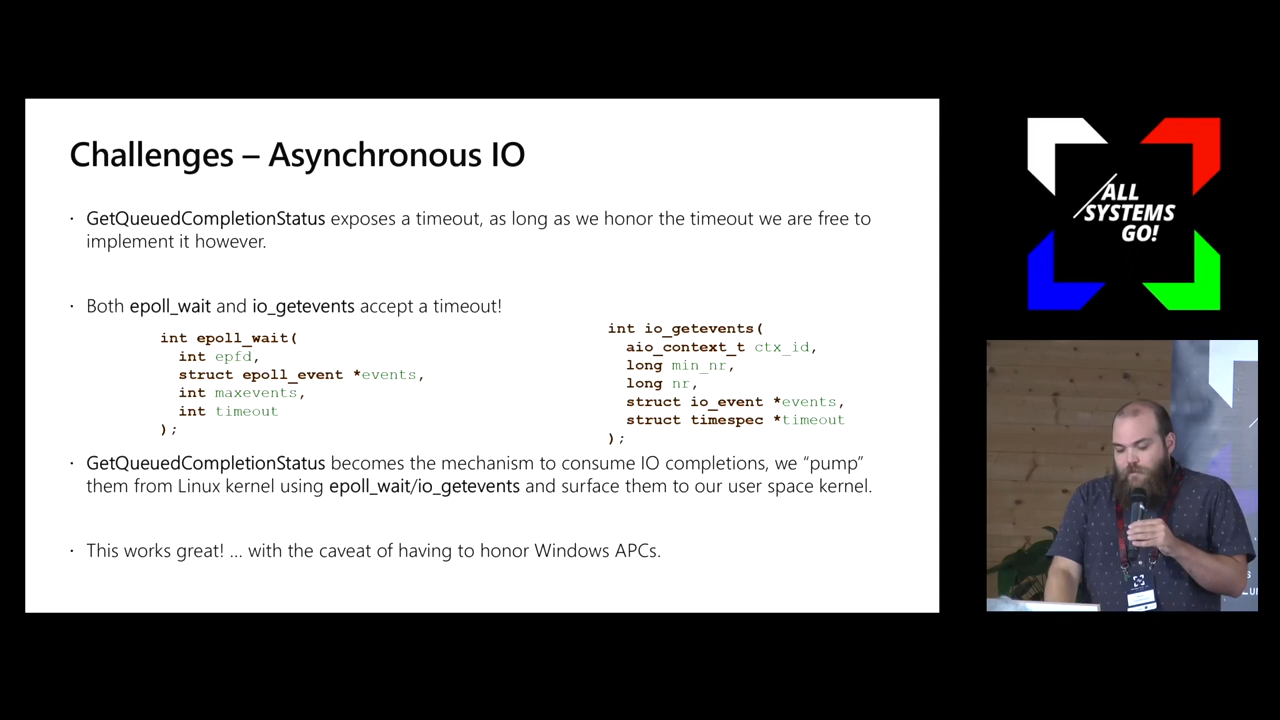 Challenges – Asynchronous IO
· GetQueuedCompletionStatus exposes a timeout, as long as we honor the timeout we are free to
implement it however.
· Both epoll_wait and io_getevents accept a timeout!
int epoll_wait(
int epfd,
struct epoll_event *events,
int maxevents,
int timeout
);
int io_getevents(
aio_context_t ctx_id,
long min_nr,
long nr,
struct io_event *events,
struct timespec *timeout
);
· GetQueuedCompletionStatus becomes the mechanism to consume IO completions, we “pump”
them from Linux kernel using epoll_wait/io_getevents and surface them to our user space kernel.
· This works great! … with the caveat of having to honor Windows APCs.
ALL
SYSTEMS
GO!